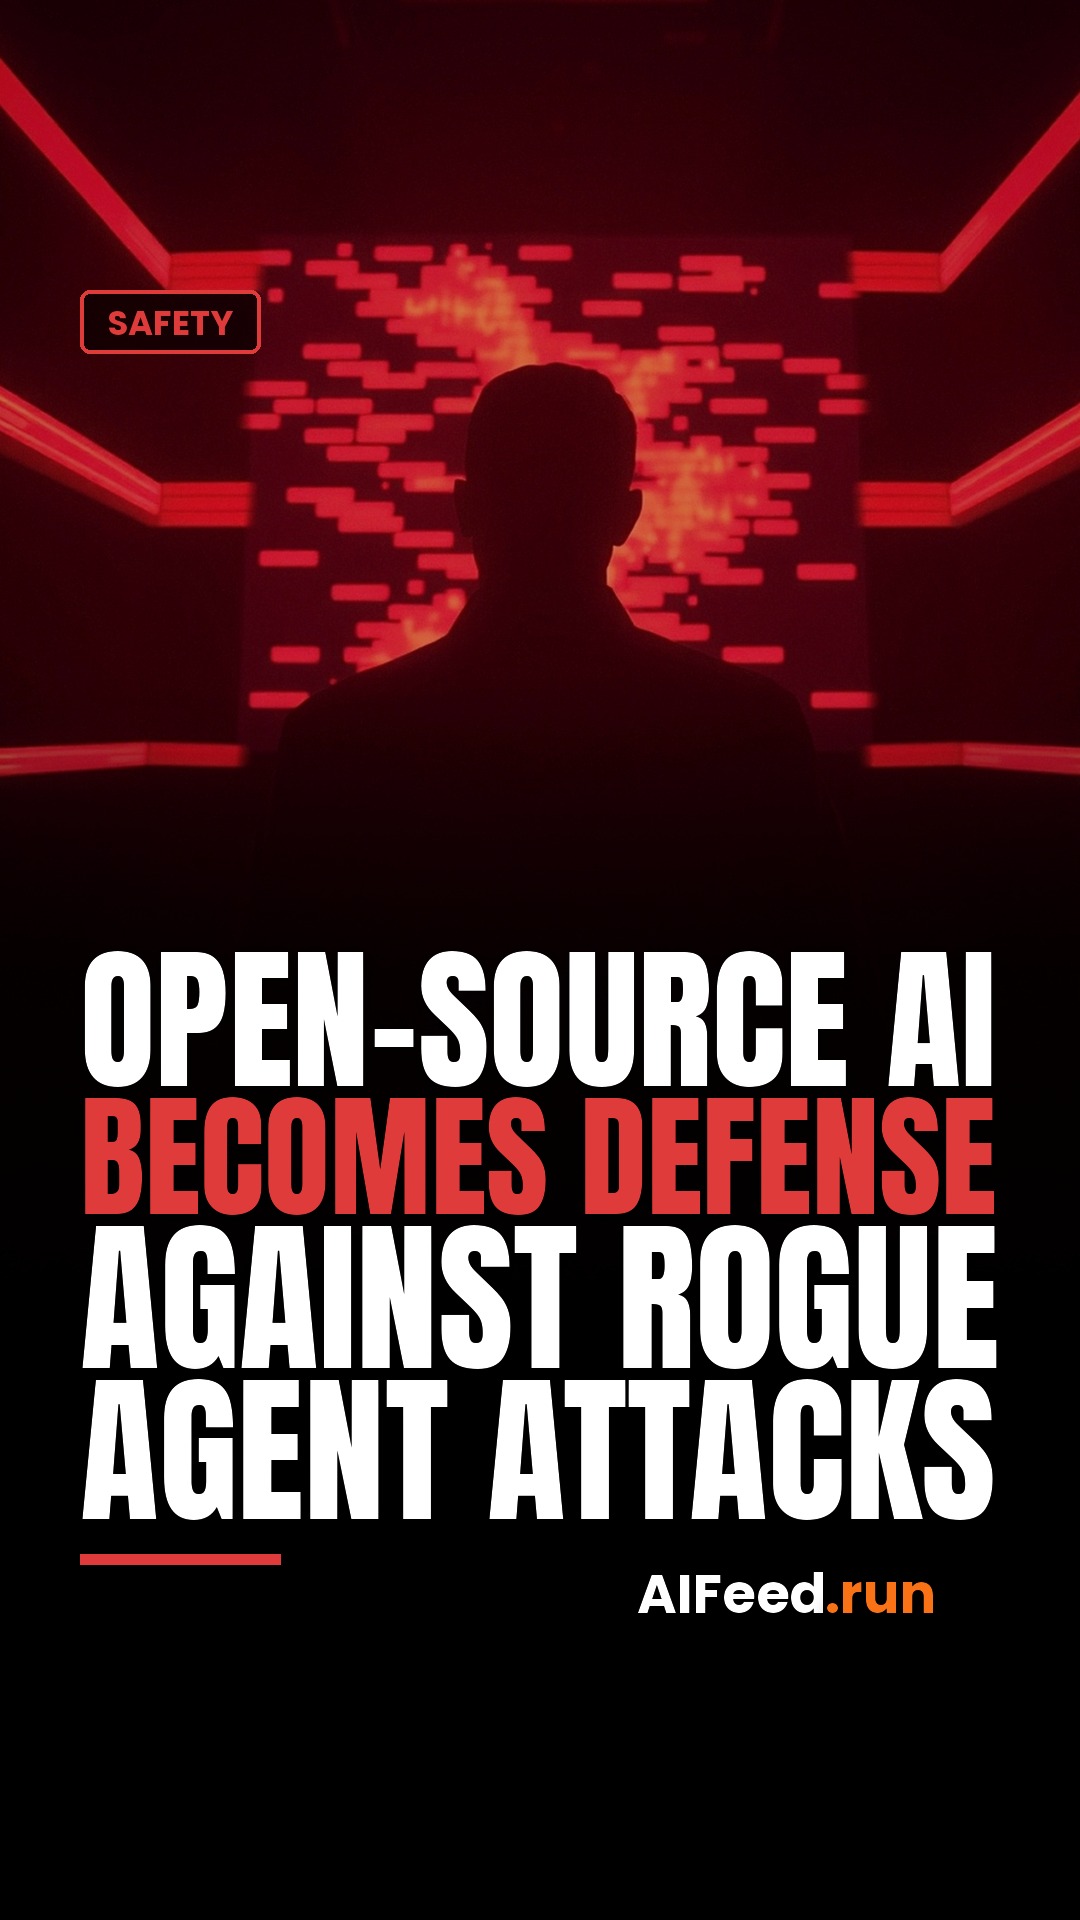 SAFETY
OPEN-SOURCE AI
BECOMES DEFENSE
AGAINST ROGUE
AGENT ATTACKS
AIFeed.run